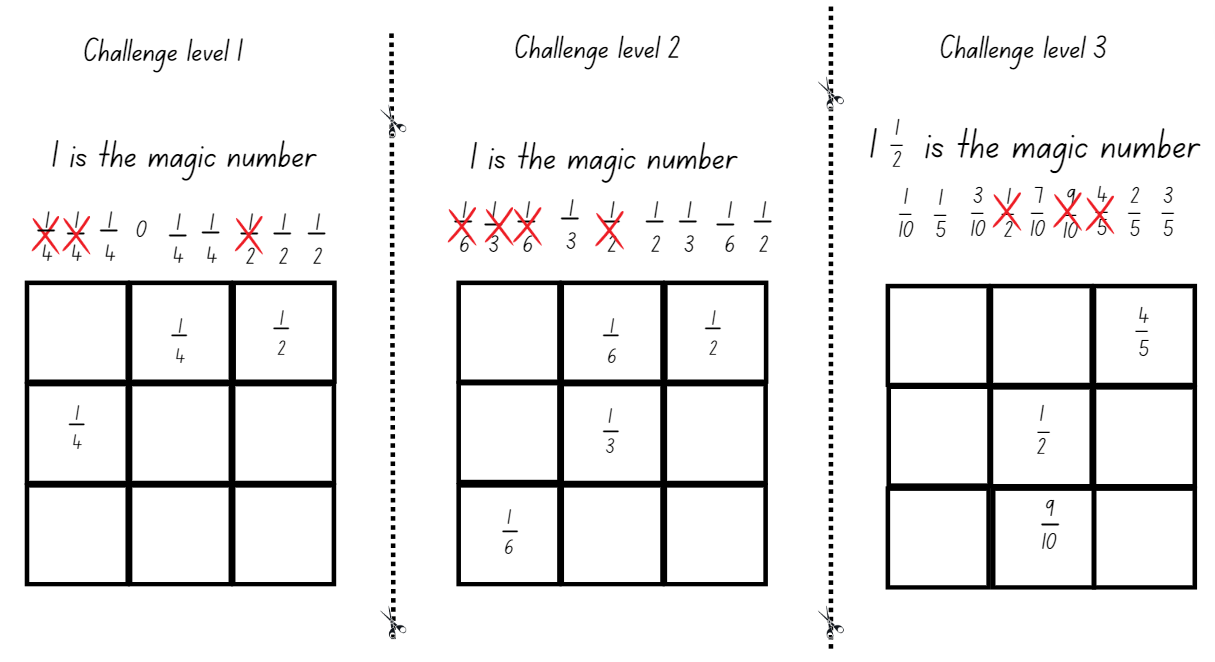 Challenge level 1
1 is the magic number
1/4 1/4 1/4 0 1/4 1/4 1/2 1/2 1/2
1/4 1/2
1/4
Challenge level 2
1 is the magic number
1/6 1/3 1/6 1/3 1/2 1/2 1/3 1/6 1/2
1/6 1/2
1/3
1/6
Challenge level 3
1 1/2 is the magic number
1/10 1/5 3/10 1/2 7/10 9/10 4/5 2/5 3/5
4/5
1/2
9/10